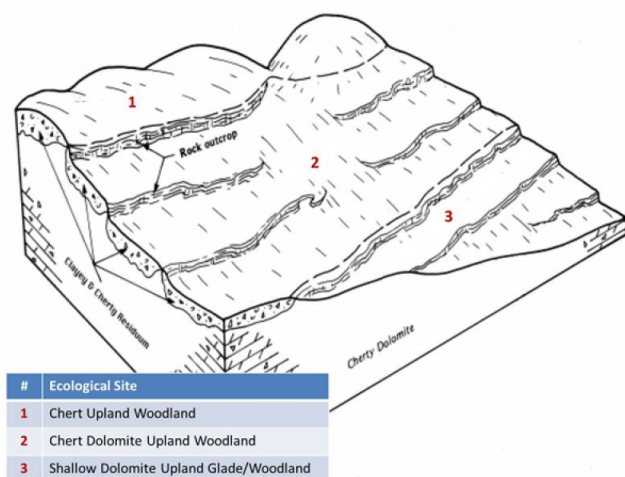 1
Rock outcrop
2
3
Clayey & Cherty Residuum
Cherty Dolomite
# Ecological Site
1 Chert Upland Woodland
2 Chert Dolomite Upland Woodland
3 Shallow Dolomite Upland Glade/Woodland